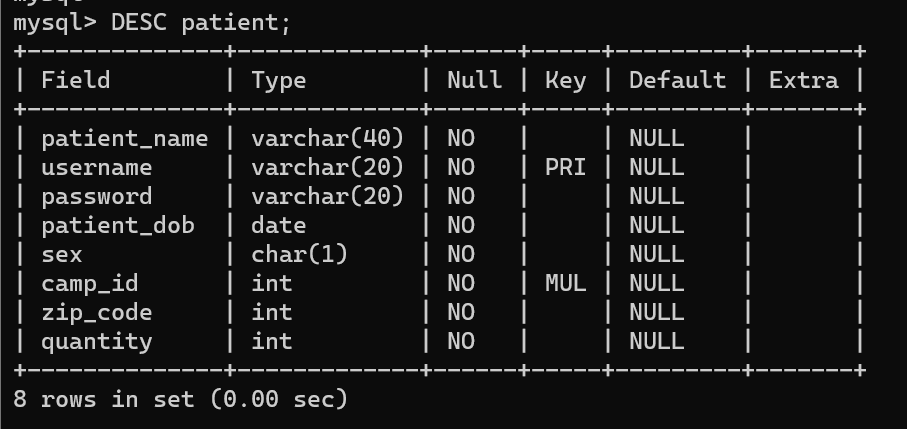 mysql> DESC patient;
+--------------+-------------+------+-----+---------+-------+
| Field        | Type        | Null | Key | Default | Extra |
+--------------+-------------+------+-----+---------+-------+
| patient_name | varchar(40) | NO   |     | NULL    |       |
| username     | varchar(20) | NO   | PRI | NULL    |       |
| password     | varchar(20) | NO   |     | NULL    |       |
| patient_dob  | date        | NO   |     | NULL    |       |
| sex          | char(1)     | NO   |     | NULL    |       |
| camp_id      | int         | NO   | MUL | NULL    |       |
| zip_code     | int         | NO   |     | NULL    |       |
| quantity     | int         | NO   |     | NULL    |       |
+--------------+-------------+------+-----+---------+-------+
8 rows in set (0.00 sec)